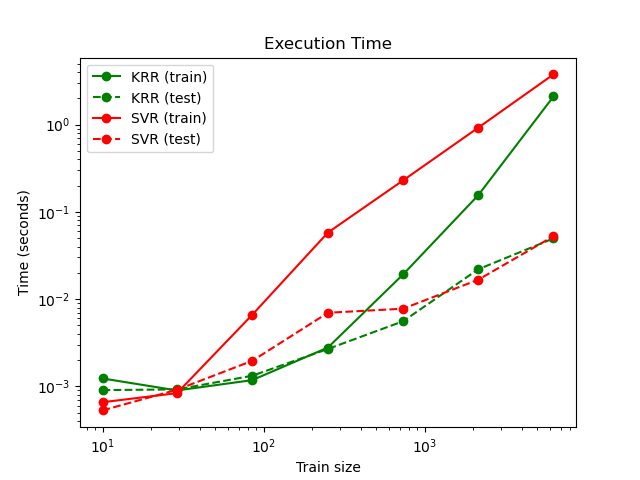 Execution Time
KRR (train)
KRR (test)
SVR (train)
SVR (test)
Time (seconds)
10⁰
10⁻¹
10⁻²
10⁻³
10¹
10²
10³
Train size